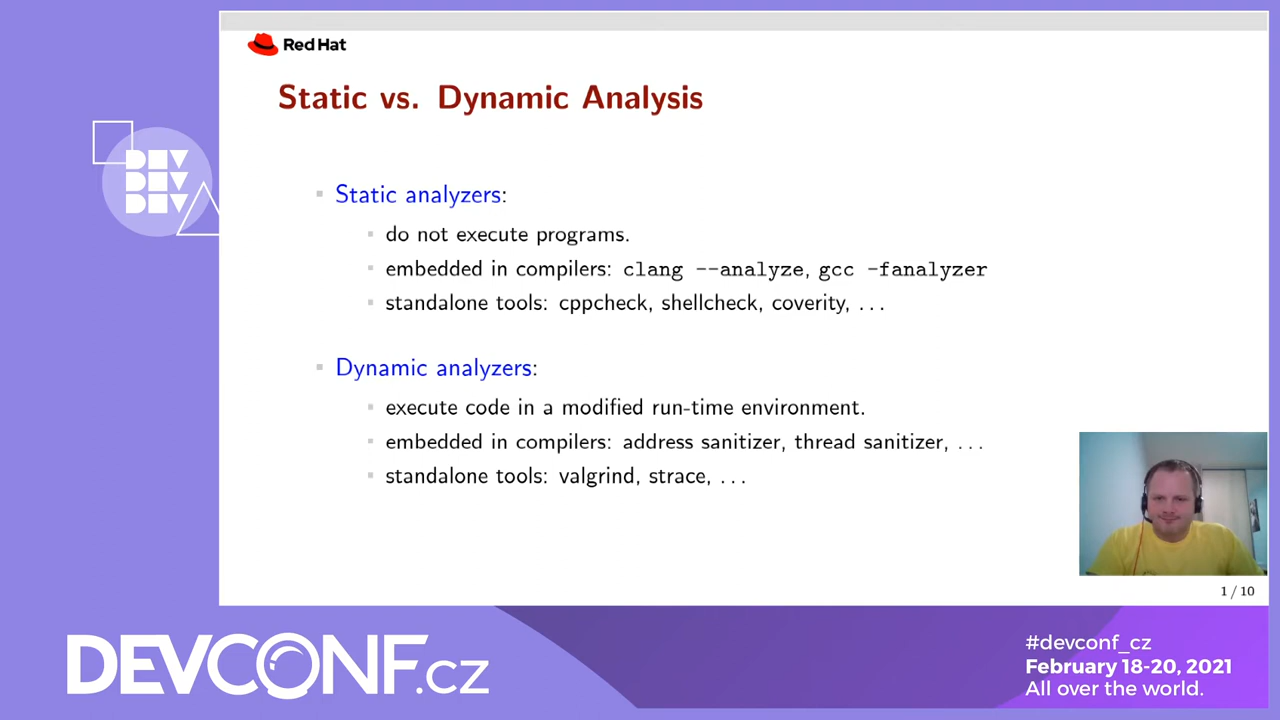 Red Hat
Static vs. Dynamic Analysis
DEV
DEV
DEV
Static analyzers:
do not execute programs.
embedded in compilers: clang --analyze, gcc -fanalyzer
standalone tools: cppcheck, shellcheck, coverity, ...
Dynamic analyzers:
execute code in a modified run-time environment.
embedded in compilers: address sanitizer, thread sanitizer, ...
standalone tools: valgrind, strace, ...
1 / 10
DEVCONF.cz
#devconf_cz
February 18-20, 2021
All over the world.